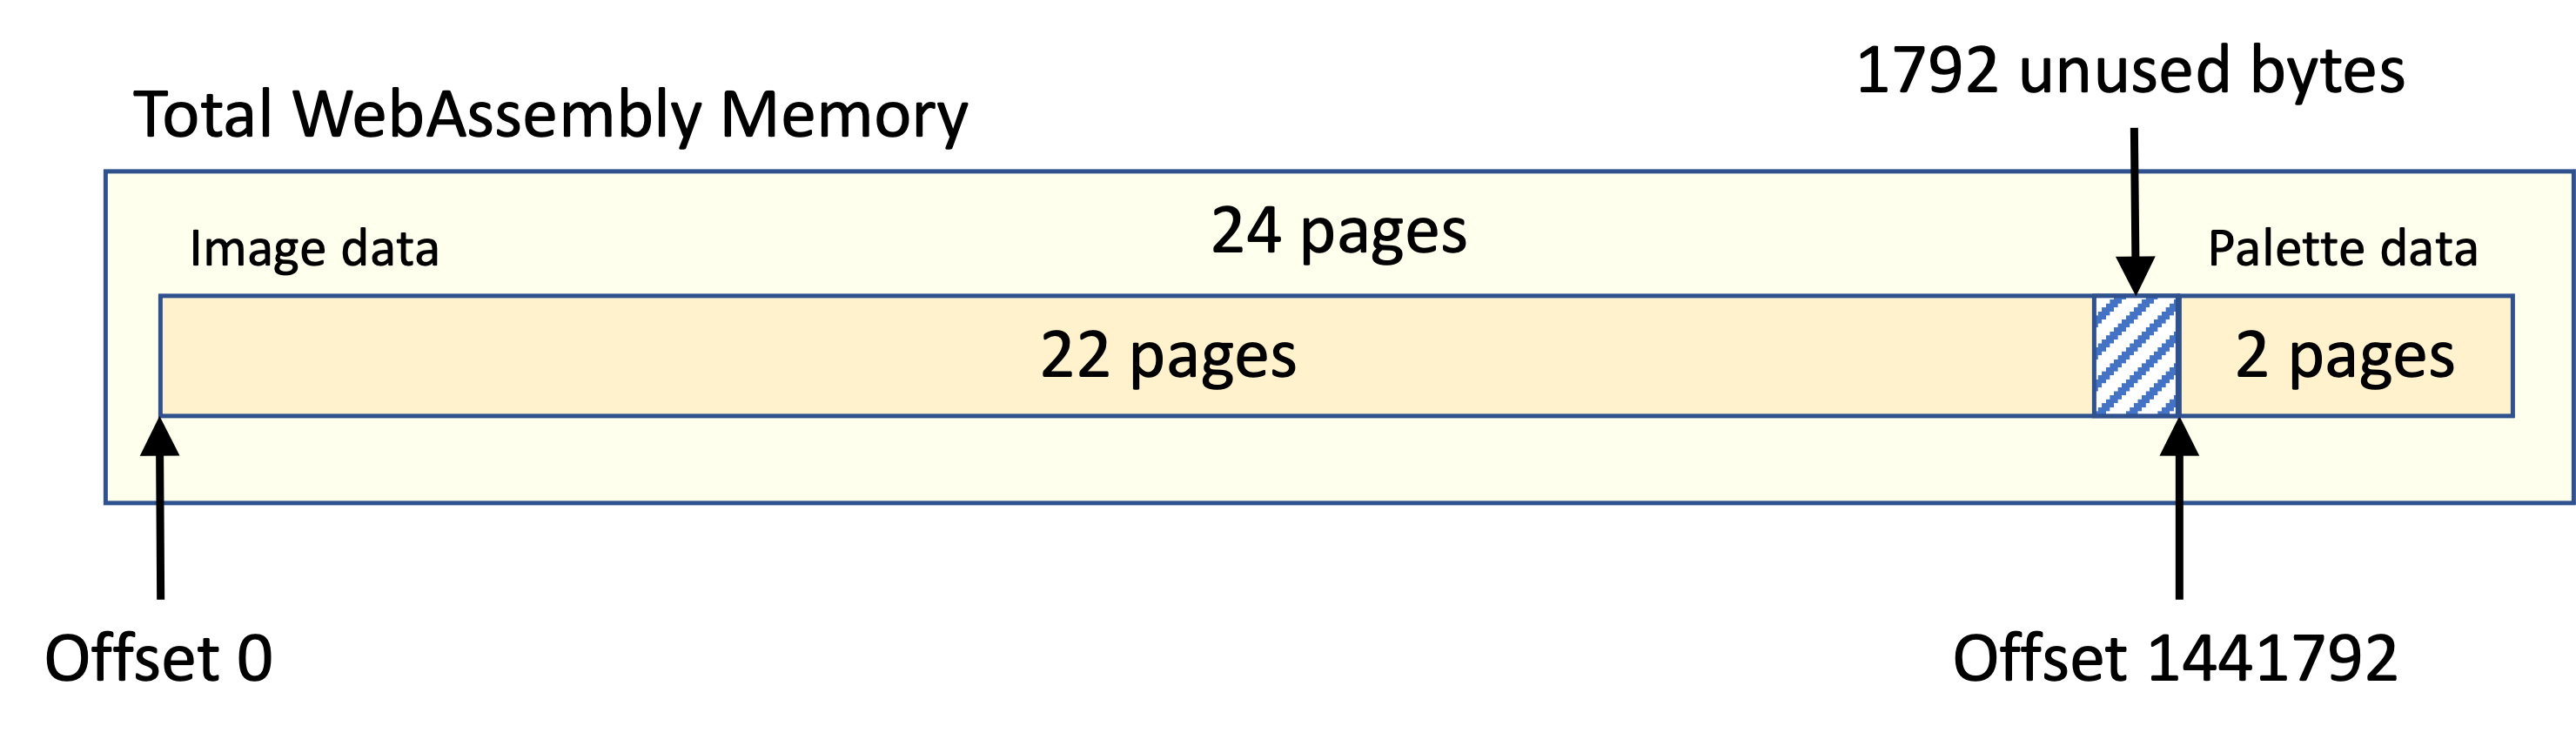 1792 unused bytes
Total WebAssembly Memory
24 pages
Image data
Palette data
22 pages
2 pages
Offset 0
Offset 1441792